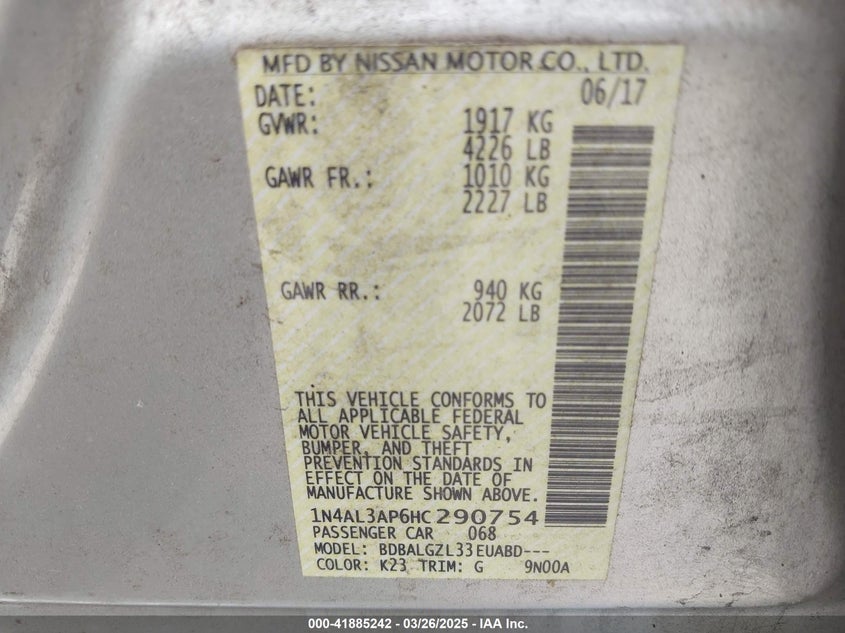 MFD BY NISSAN MOTOR CO., LTD.
DATE: 06/17
GVWR: 1917 KG
4226 LB
GAWR FR.: 1010 KG
2227 LB
GAWR RR.: 940 KG
2072 LB
THIS VEHICLE CONFORMS TO
ALL APPLICABLE FEDERAL
MOTOR VEHICLE SAFETY,
BUMPER, AND THEFT
PREVENTION STANDARDS IN
EFFECT ON THE DATE OF
MANUFACTURE SHOWN ABOVE.
1N4AL3AP6HC290754
PASSENGER CAR 068
MODEL: BDBALGZL33EUABD---
COLOR: K23 TRIM: G 9N00A
000-41885242 - 03/26/2025 - IAA Inc.